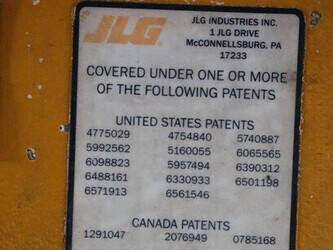 JLG
JLG INDUSTRIES INC.
1 JLG DRIVE
McCONNELLSBURG, PA
17233
COVERED UNDER ONE OR MORE
OF THE FOLLOWING PATENTS
UNITED STATES PATENTS
4775029 4754840 5740887
5992562 5160055 6065565
6098823 5957494 6390312
6488161 6330933 6501198
6571913 6561546
CANADA PATENTS
1291047 2076949 0785168